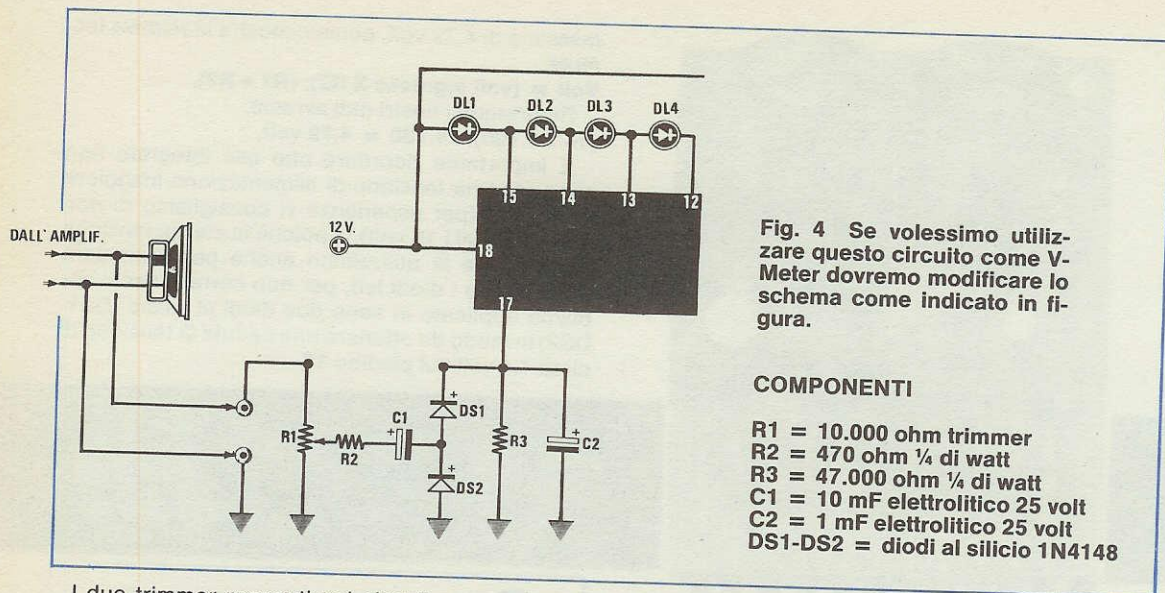 DL1 DL2 DL3 DL4
15 14 13 12
DALL' AMPLIF.
12 V.
18
17
R1
R2
C1
+
DS1
+
DS2
+
R3
C2
+
Fig. 4 Se volessimo utiliz-
zare questo circuito come V-
Meter dovremo modificare lo
schema come indicato in fi-
gura.
COMPONENTI
R1 = 10.000 ohm trimmer
R2 = 470 ohm ¼ di watt
R3 = 47.000 ohm ¼ di watt
C1 = 10 mF elettrolitico 25 volt
C2 = 1 mF elettrolitico 25 volt
DS1-DS2 = diodi al silicio 1N4148
I due trimmer